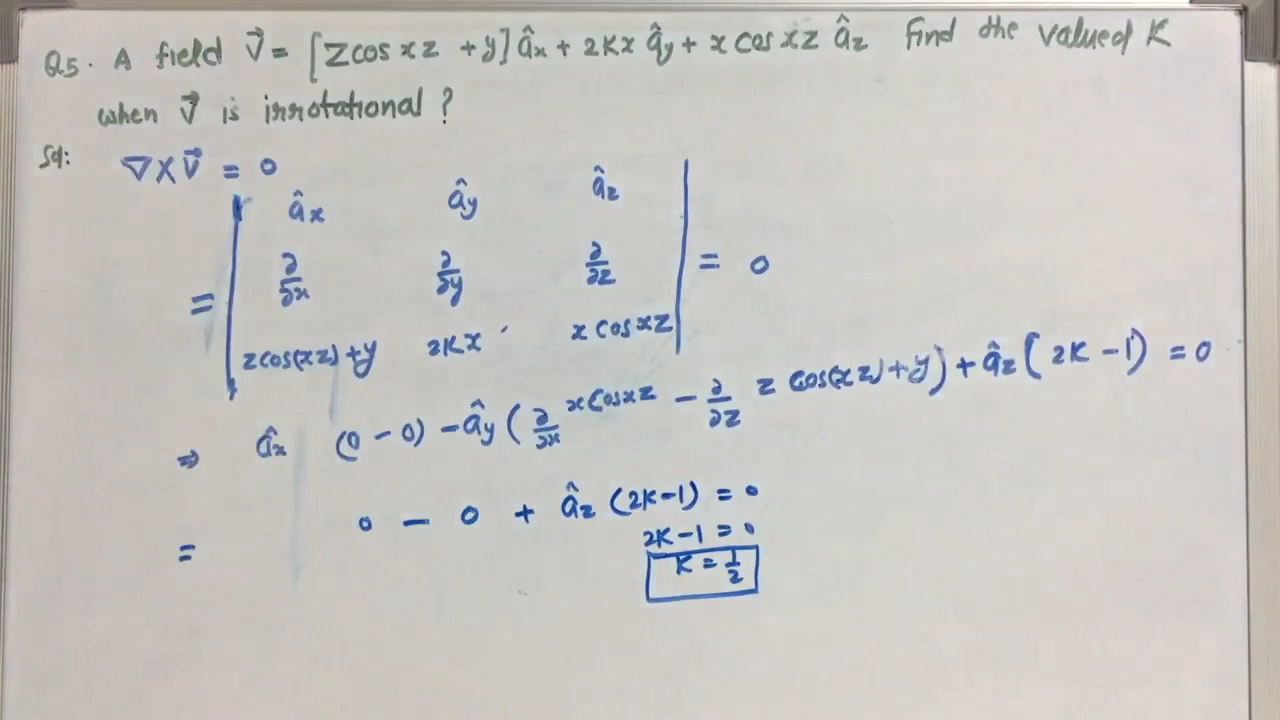 Q.5. A field V⃗ = [z cos xz + y] âx + 2Kx ây + x cos xz âz Find the value of K
when V⃗ is irrotational ?
Sol: ∇ X V⃗ = 0
âx ây âz
= | ∂/∂x ∂/∂y ∂/∂z | = 0
z cos(xz) + y 2Kx x cos xz
⇒ âx (0 - 0) - ây ( ∂/∂x x cos xz - ∂/∂z z cos(xz) + y ) + âz ( 2K - 1 ) = 0
= 0 - 0 + âz (2K-1) = 0
2K - 1 = 0
K = 1/2